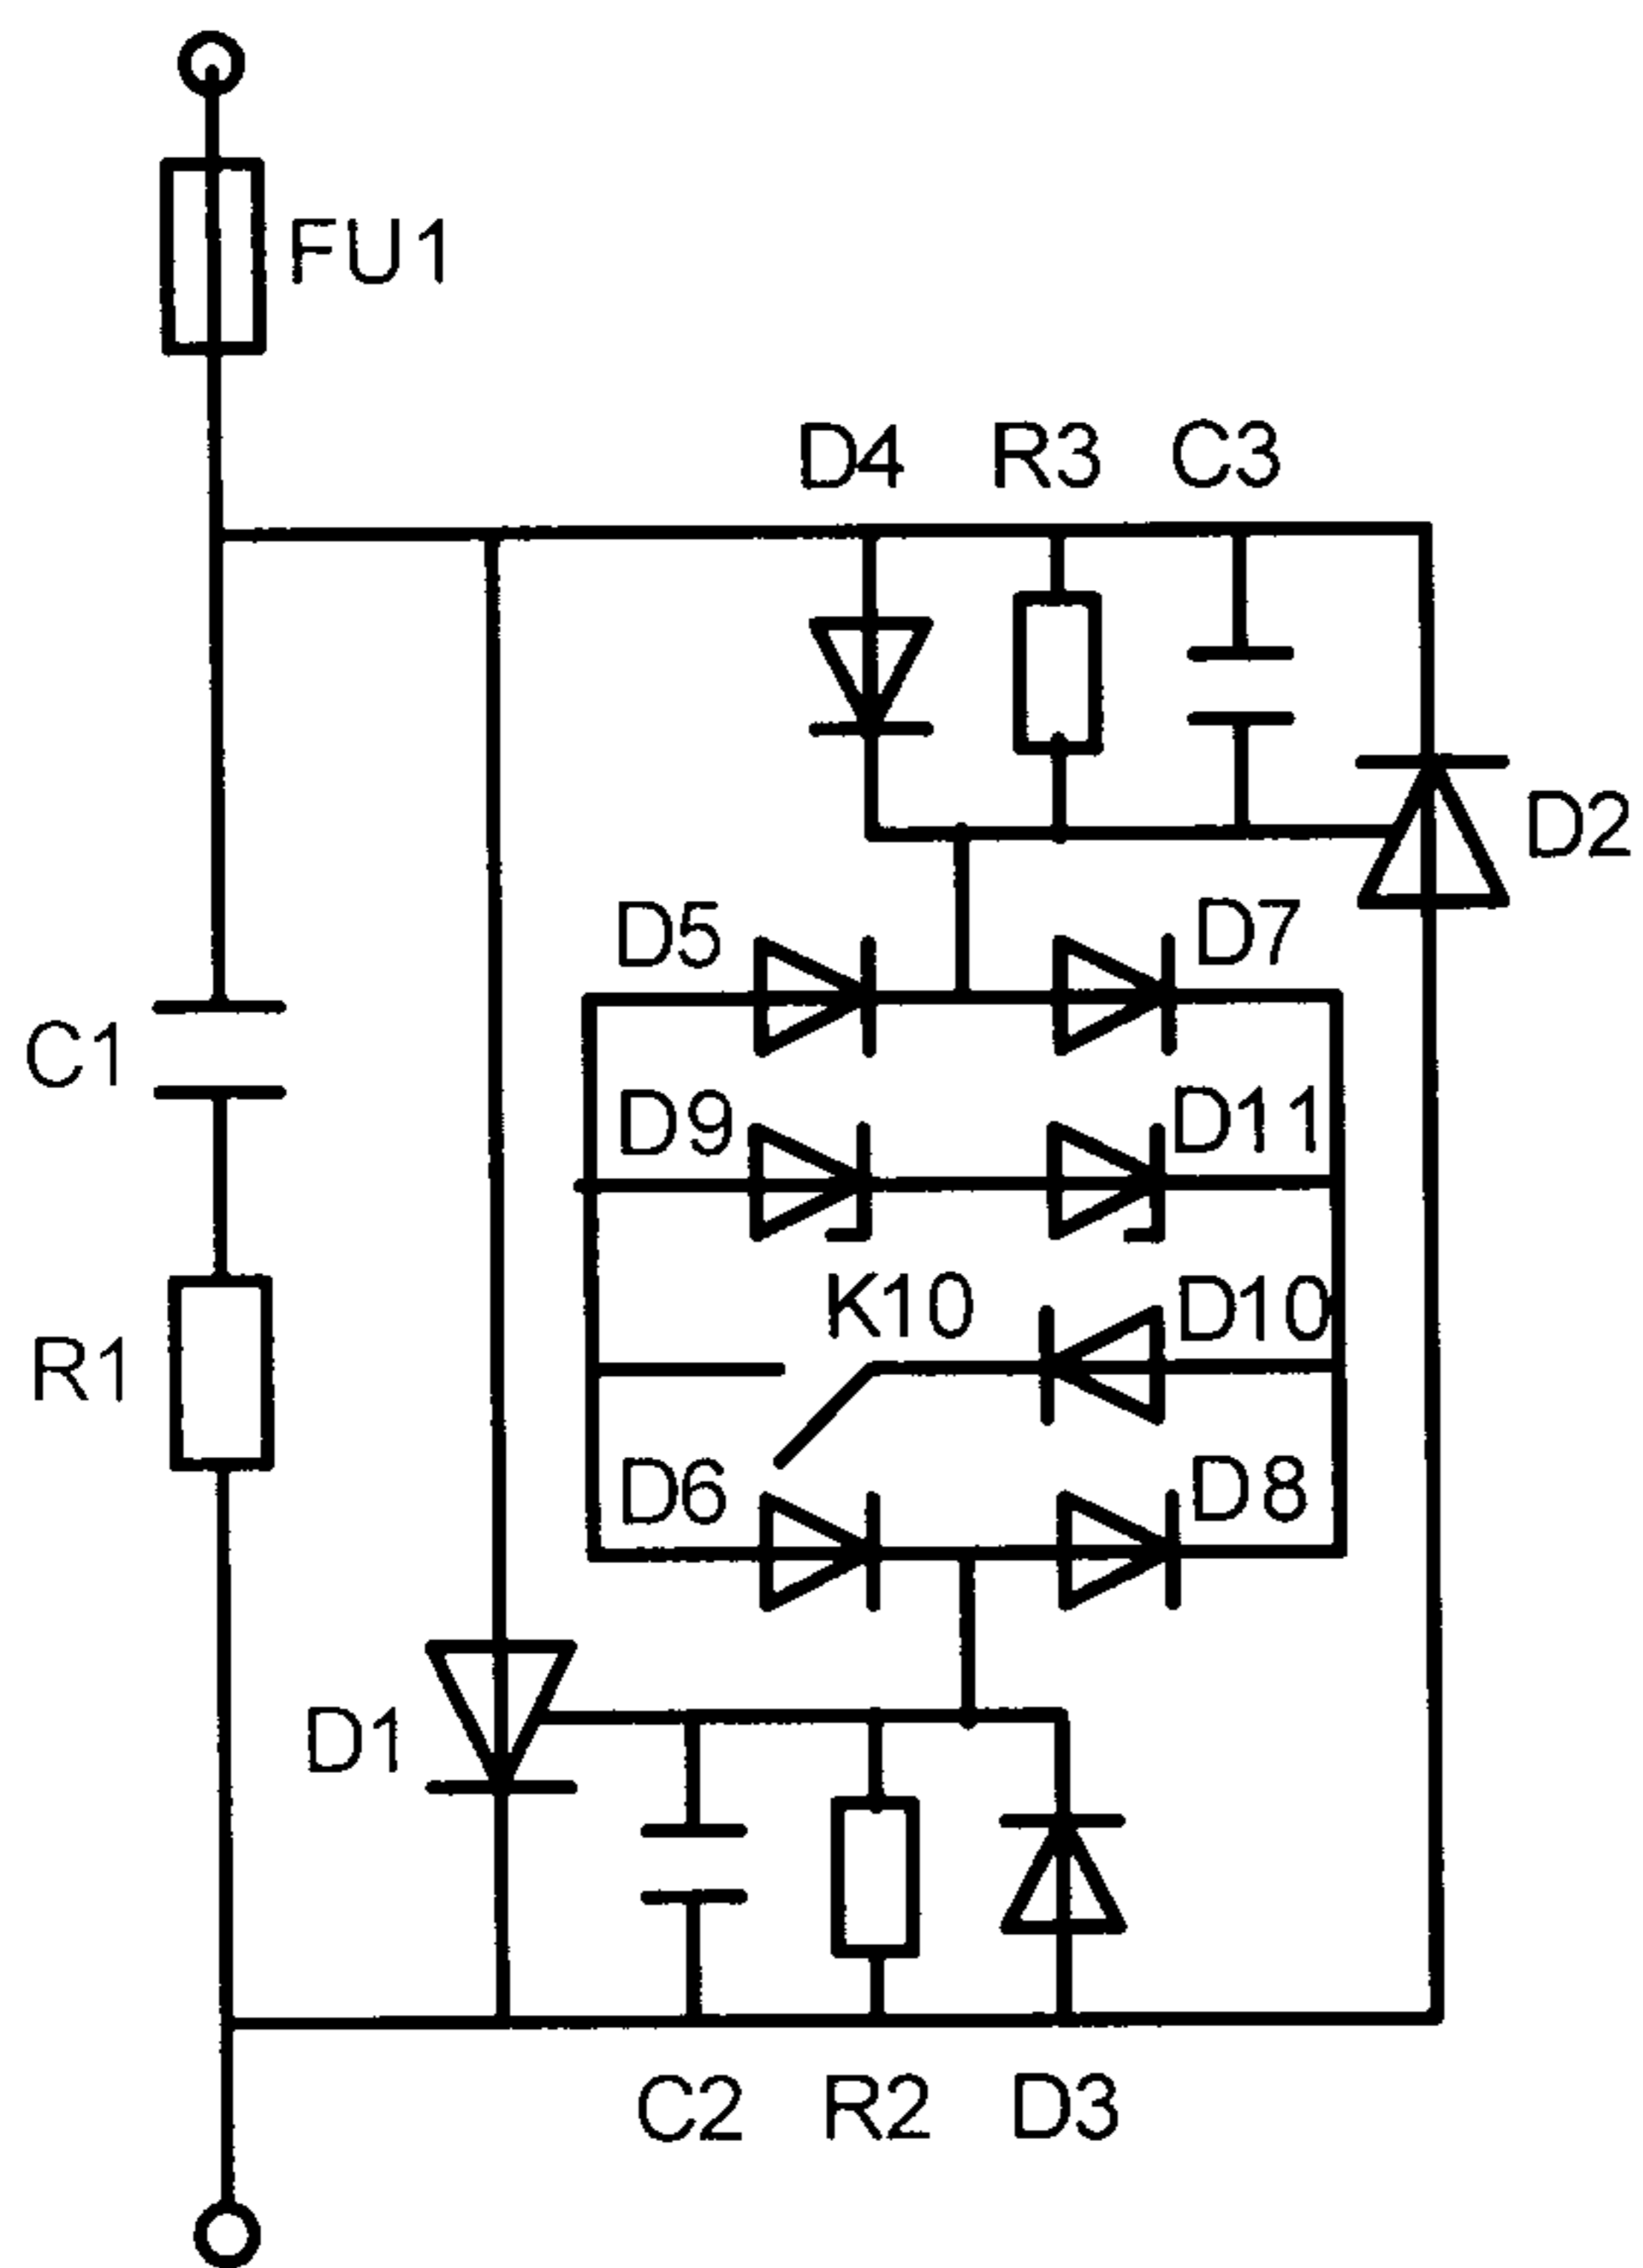 FU1
D4 R3 C3
D2
D5 D7
C1
D9 D11
K10 D10
R1
D6 D8
D1
C2 R2 D3